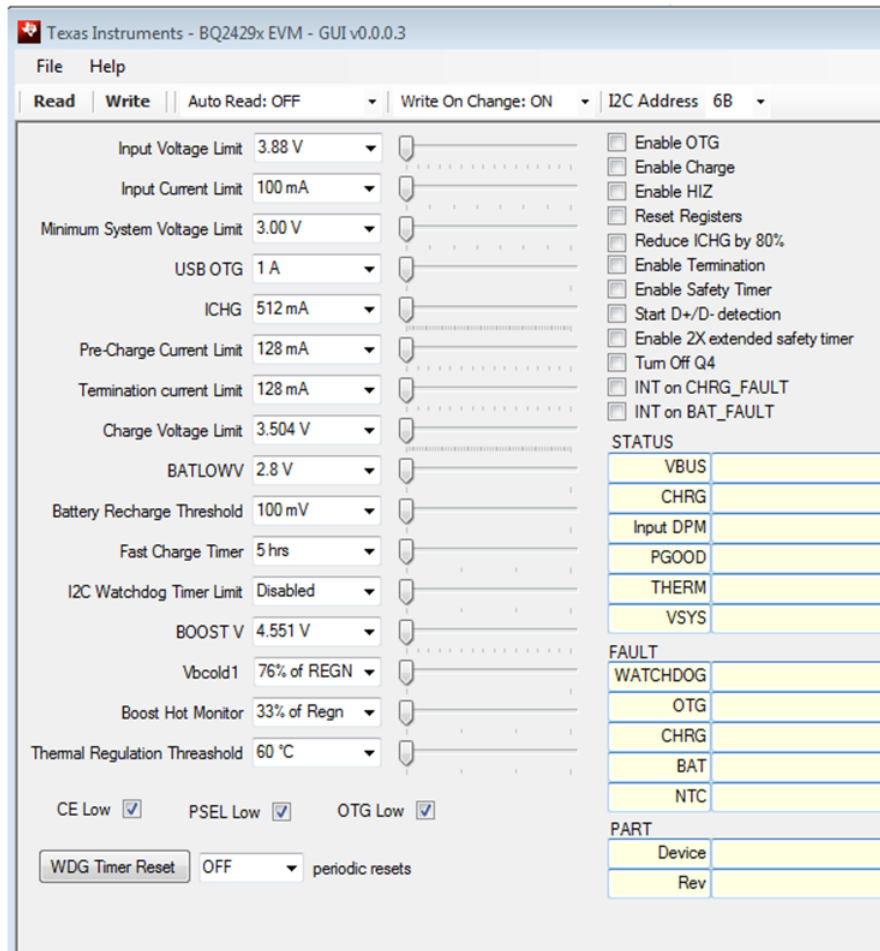 Texas Instruments - BQ2429x EVM - GUI v0.0.0.3
File Help
Read Write Auto Read: OFF Write On Change: ON I2C Address 6B
Input Voltage Limit 3.88 V
Input Current Limit 100 mA
Minimum System Voltage Limit 3.00 V
USB OTG 1 A
ICHG 512 mA
Pre-Charge Current Limit 128 mA
Termination current Limit 128 mA
Charge Voltage Limit 3.504 V
BATLOWV 2.8 V
Battery Recharge Threshold 100 mV
Fast Charge Timer 5 hrs
I2C Watchdog Timer Limit Disabled
BOOST V 4.551 V
Vbcold1 76% of REGN
Boost Hot Monitor 33% of Regn
Thermal Regulation Threashold 60 °C
CE Low PSEL Low OTG Low
WDG Timer Reset OFF periodic resets
Enable OTG
Enable Charge
Enable HIZ
Reset Registers
Reduce ICHG by 80%
Enable Termination
Enable Safety Timer
Start D+/D- detection
Enable 2X extended safety timer
Turn Off Q4
INT on CHRG_FAULT
INT on BAT_FAULT
STATUS
VBUS
CHRG
Input DPM
PGOOD
THERM
VSYS
FAULT
WATCHDOG
OTG
CHRG
BAT
NTC
PART
Device
Rev